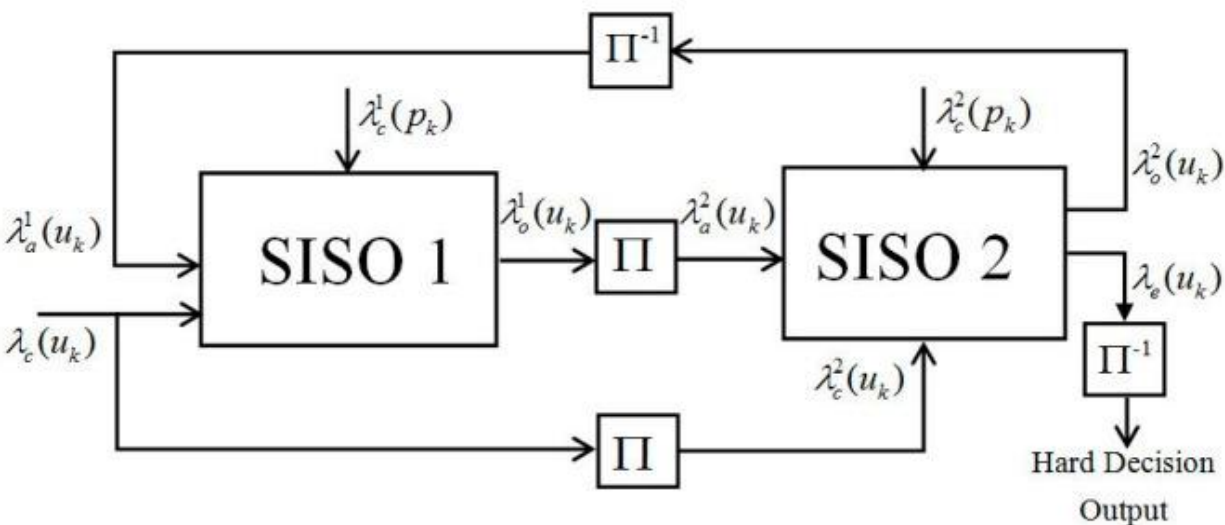 Π⁻¹
λ_c^1(p_k)
λ_c^2(p_k)
λ_o^2(u_k)
λ_a^1(u_k)
SISO 1
λ_o^1(u_k)
Π
λ_a^2(u_k)
SISO 2
λ_e(u_k)
λ_c(u_k)
λ_c^2(u_k)
Π⁻¹
Π
Hard Decision
Output